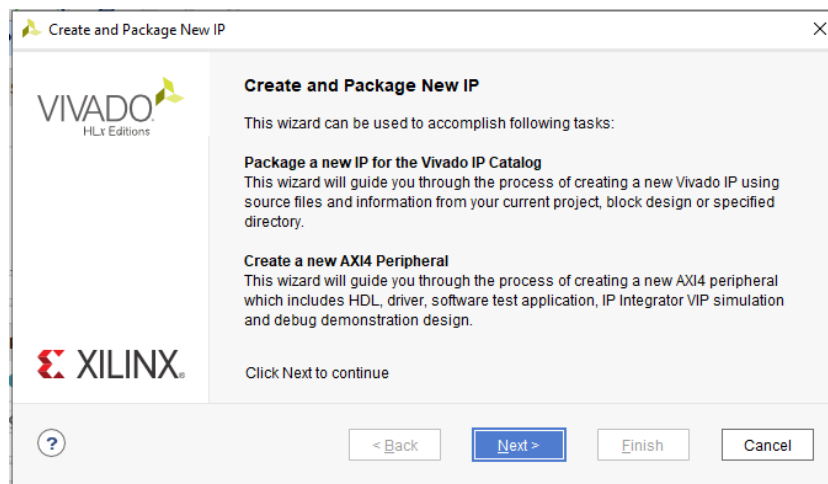 Create and Package New IP
VIVADO
HLx Editions
Create and Package New IP
This wizard can be used to accomplish following tasks:
Package a new IP for the Vivado IP Catalog
This wizard will guide you through the process of creating a new Vivado IP using
source files and information from your current project, block design or specified
directory.
Create a new AXI4 Peripheral
This wizard will guide you through the process of creating a new AXI4 peripheral
which includes HDL, driver, software test application, IP Integrator VIP simulation
and debug demonstration design.
XILINX
Click Next to continue
?
< Back
Next >
Finish
Cancel